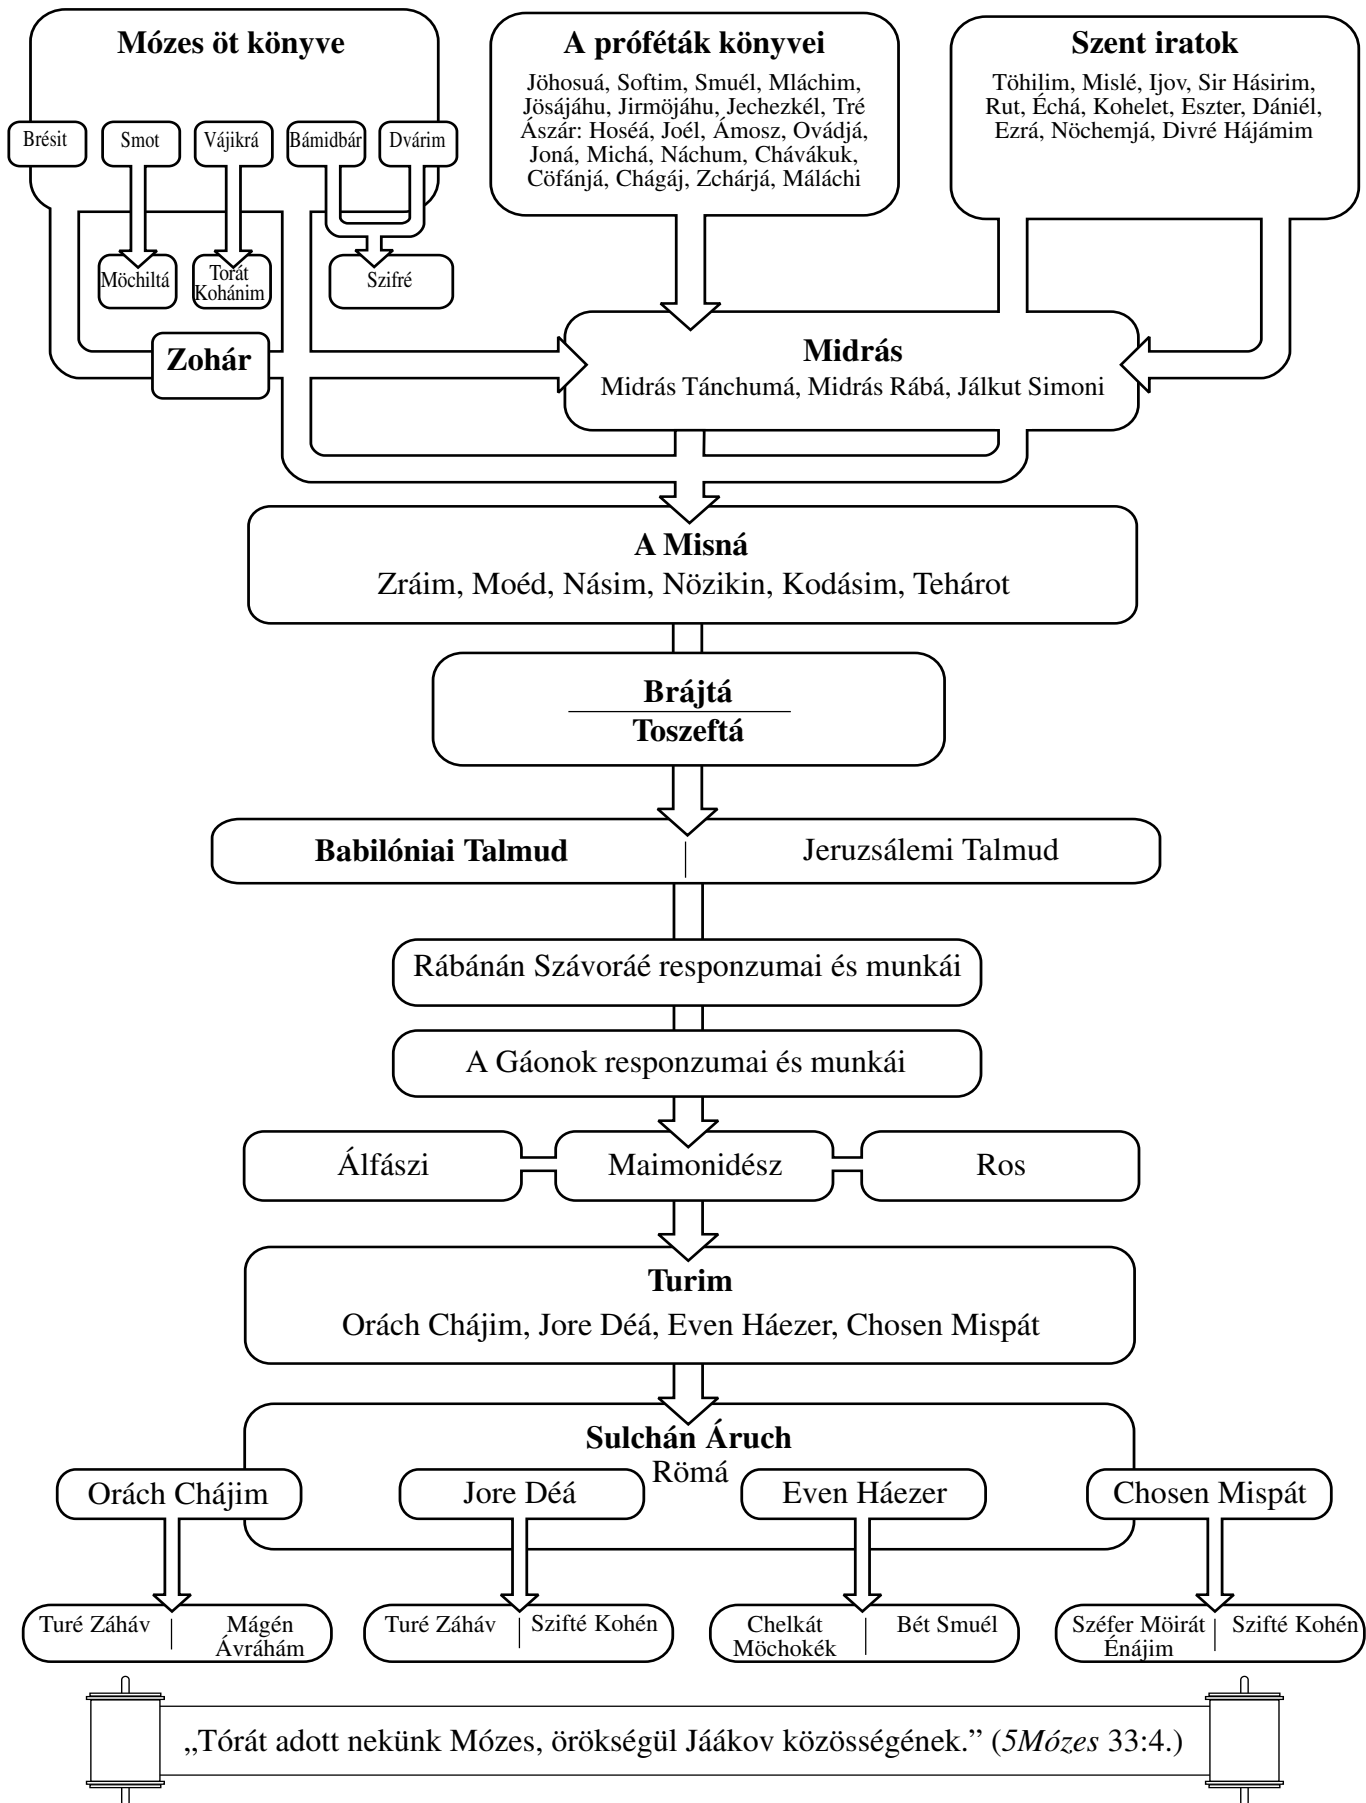 Mózes öt könyve
Brésit
Smot
Vájikrá
Bámidbár
Dvárim
Möchiltá
Torát
Kohánim
Szifré
A próféták könyvei
Jöhosuá, Softim, Smuél, Mláchim,
Jösájáhu, Jirmöjáhu, Jechezkél, Tré
Ászár: Hoséá, Joél, Ámosz, Ovádjá,
Joná, Michá, Náchum, Chávákuk,
Cöfánjá, Chágáj, Zchárjá, Máláchi
Szent iratok
Töhilim, Mislé, Ijov, Sir Hásirim,
Rut, Échá, Kohelet, Eszter, Dániél,
Ezrá, Nöchemjá, Divré Hájámim
Zohár
Midrás
Midrás Tánchumá, Midrás Rábá, Jálkut Simoni
A Misná
Zráim, Moéd, Násim, Nözikin, Kodásim, Tehárot
Brájtá
Toszeftá
Babilóniai Talmud
Jeruzsálemi Talmud
Rábánán Szávoráé responzumai és munkái
A Gáonok responzumai és munkái
Álfászi
Maimonidész
Ros
Turim
Orách Chájim, Jore Déá, Even Háezer, Chosen Mispát
Sulchán Áruch
Römá
Orách Chájim
Jore Déá
Even Háezer
Chosen Mispát
Turé Záháv
Mágén
Ávráhám
Turé Záháv
Szifté Kohén
Chelkát
Möchokék
Bét Smuél
Széfer Möirát
Énájim
Szifté Kohén
„Tórát adott nekünk Mózes, örökségül Jáákov közösségének.” (5Mózes 33:4.)